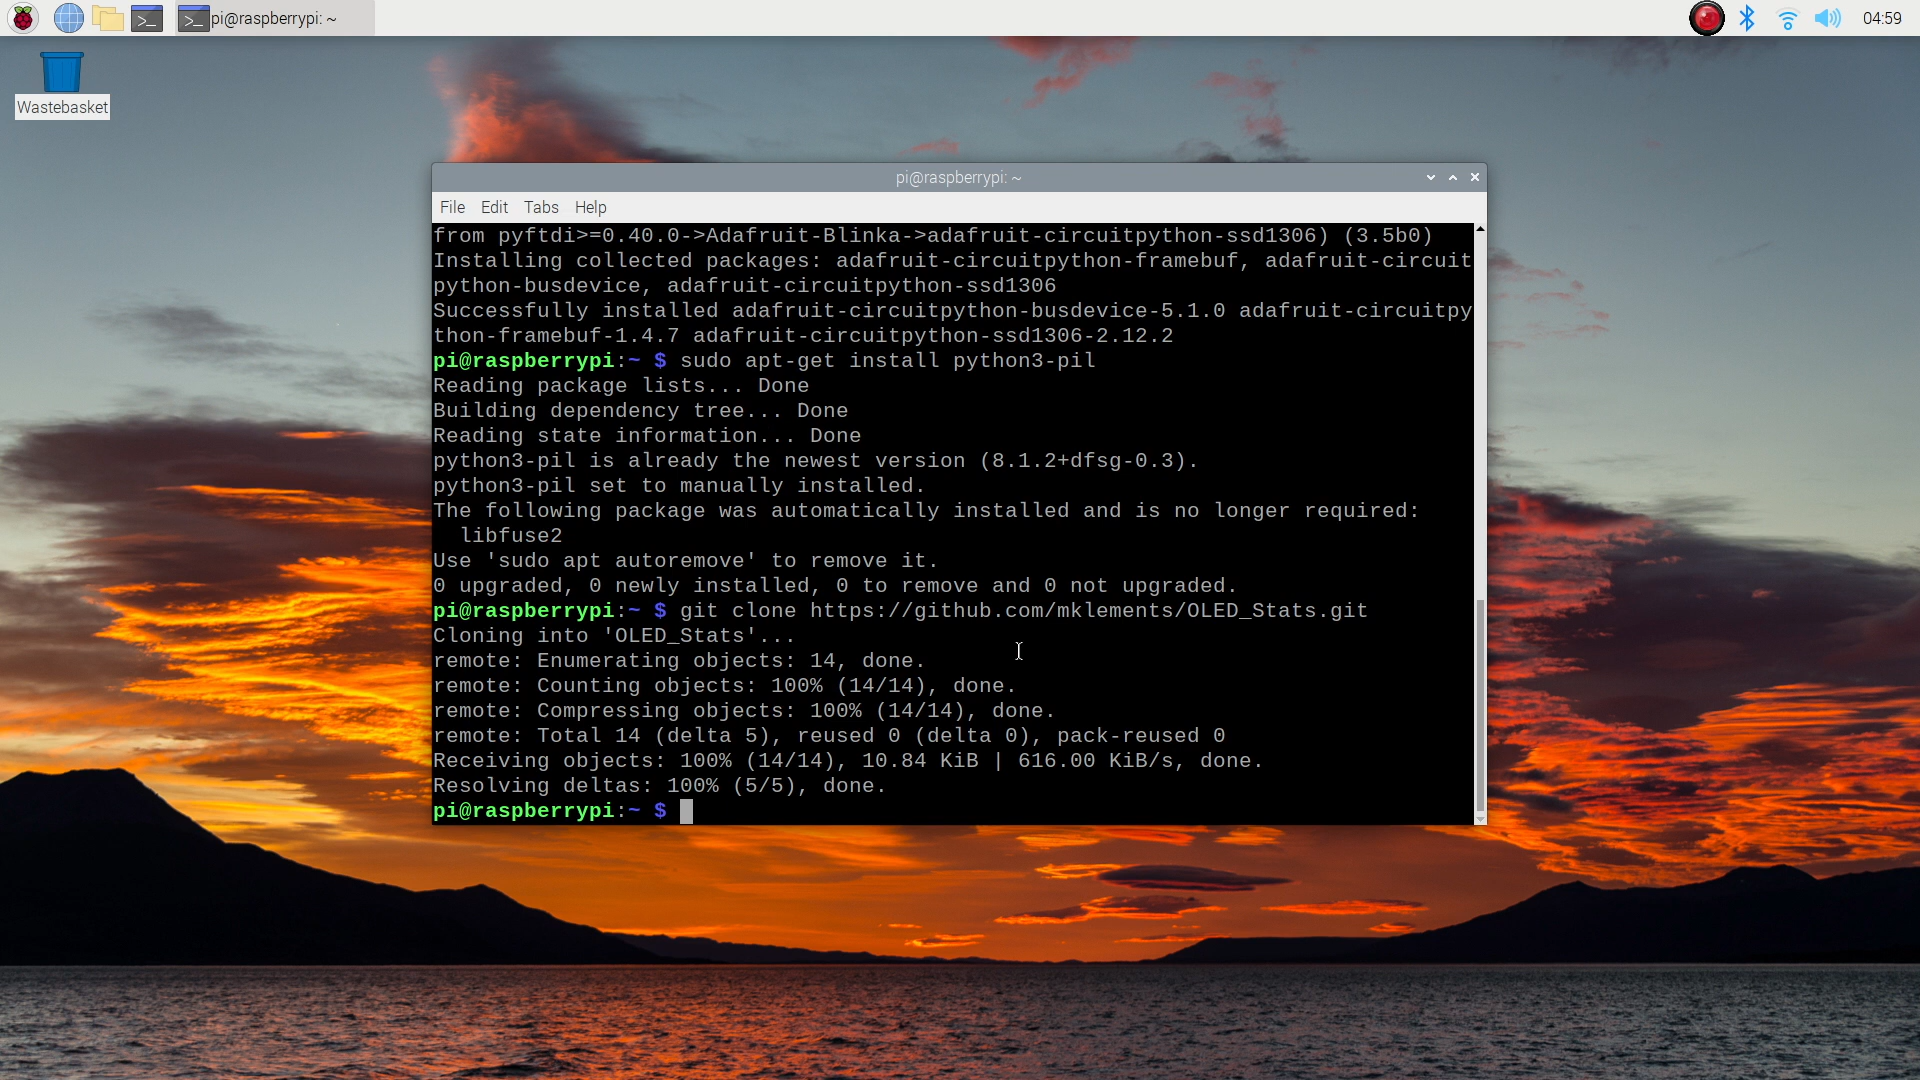 pi@raspberrypi: ~
04:59
Wastebasket
pi@raspberrypi: ~
File Edit Tabs Help
from pyftdi>=0.40.0->Adafruit-Blinka->adafruit-circuitpython-ssd1306) (3.5b0)
Installing collected packages: adafruit-circuitpython-framebuf, adafruit-circuit
python-busdevice, adafruit-circuitpython-ssd1306
Successfully installed adafruit-circuitpython-busdevice-5.1.0 adafruit-circuitpy
thon-framebuf-1.4.7 adafruit-circuitpython-ssd1306-2.12.2
pi@raspberrypi:~ $ sudo apt-get install python3-pil
Reading package lists... Done
Building dependency tree... Done
Reading state information... Done
python3-pil is already the newest version (8.1.2+dfsg-0.3).
python3-pil set to manually installed.
The following package was automatically installed and is no longer required:
  libfuse2
Use 'sudo apt autoremove' to remove it.
0 upgraded, 0 newly installed, 0 to remove and 0 not upgraded.
pi@raspberrypi:~ $ git clone https://github.com/mklements/OLED_Stats.git
Cloning into 'OLED_Stats'...
remote: Enumerating objects: 14, done.
remote: Counting objects: 100% (14/14), done.
remote: Compressing objects: 100% (14/14), done.
remote: Total 14 (delta 5), reused 0 (delta 0), pack-reused 0
Receiving objects: 100% (14/14), 10.84 KiB | 616.00 KiB/s, done.
Resolving deltas: 100% (5/5), done.
pi@raspberrypi:~ $